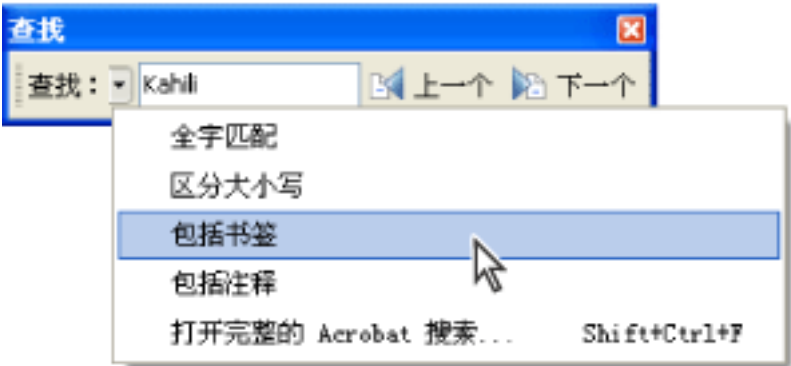 查找
查找： Kahili 上一个 下一个
全字匹配
区分大小写
包括书签
包括注释
打开完整的 Acrobat 搜索... Shift+Ctrl+F